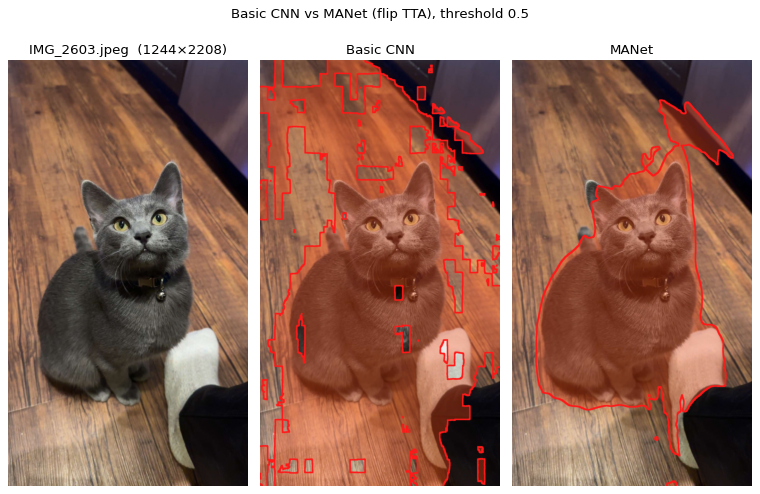 Basic CNN vs MANet (flip TTA), threshold 0.5
IMG_2603.jpeg  (1244×2208)
Basic CNN
MANet